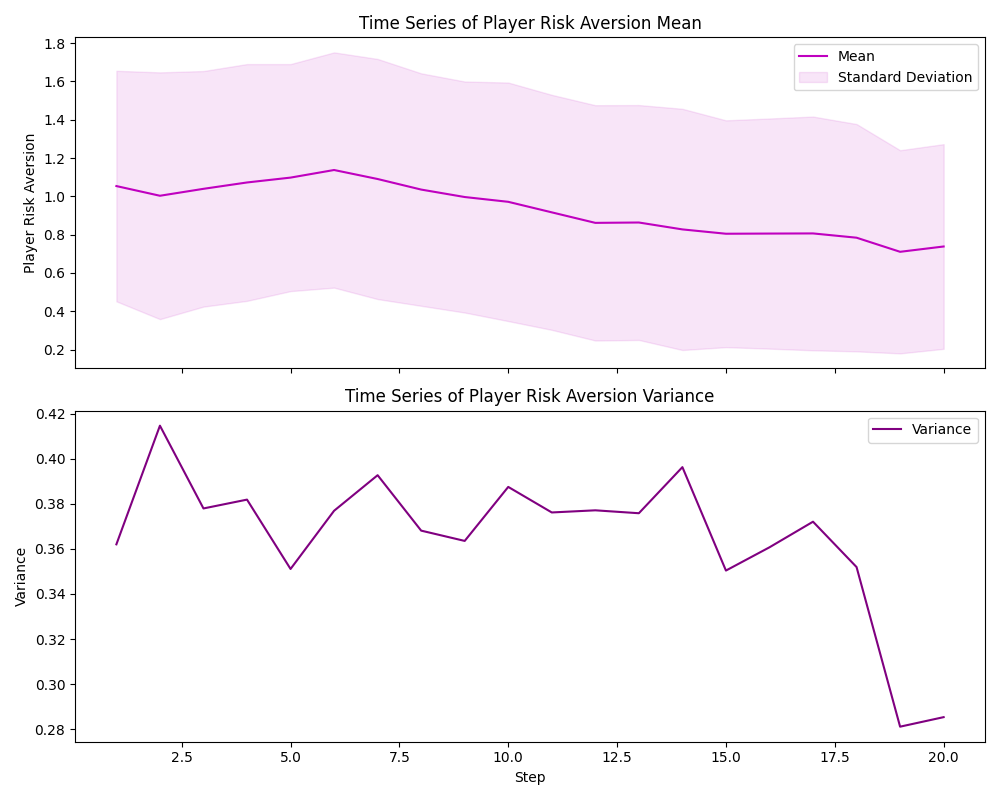 Time Series of Player Risk Aversion Mean
Player Risk Aversion
1.8
1.6
1.4
1.2
1.0
0.8
0.6
0.4
0.2
Mean
Standard Deviation
Time Series of Player Risk Aversion Variance
Variance
0.42
0.40
0.38
0.36
0.34
0.32
0.30
0.28
Variance
2.5 5.0 7.5 10.0 12.5 15.0 17.5 20.0
Step